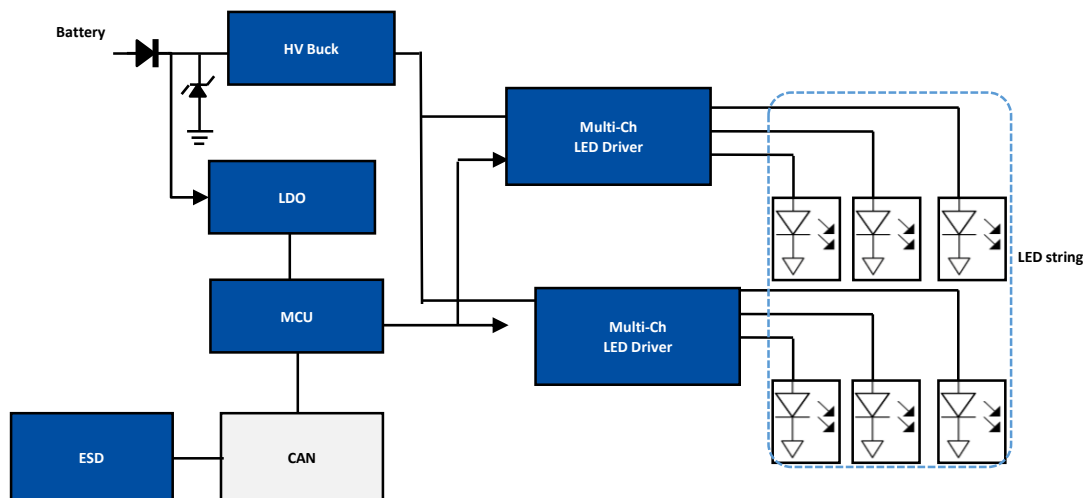 Battery
HV Buck
Multi-Ch
LED Driver
LDO
LED string
MCU
Multi-Ch
LED Driver
ESD
CAN